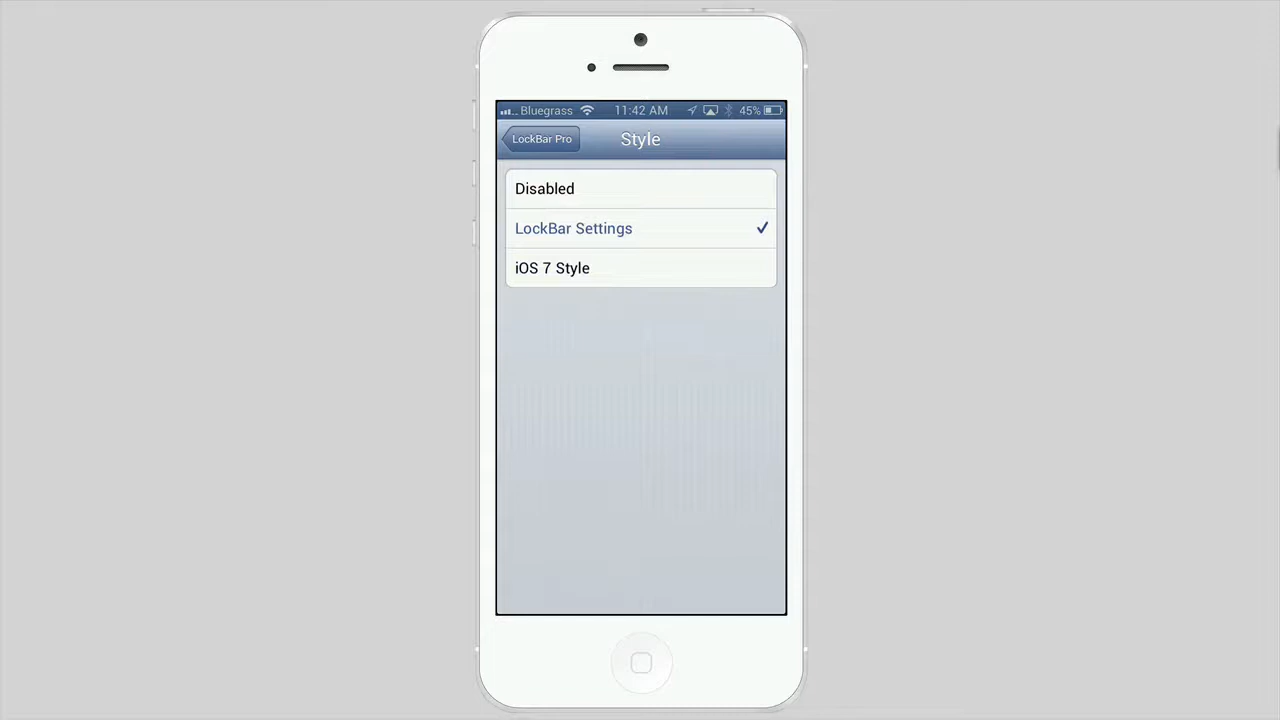 Bluegrass 11:42 AM 45%
LockBar Pro Style
Disabled
LockBar Settings
iOS 7 Style